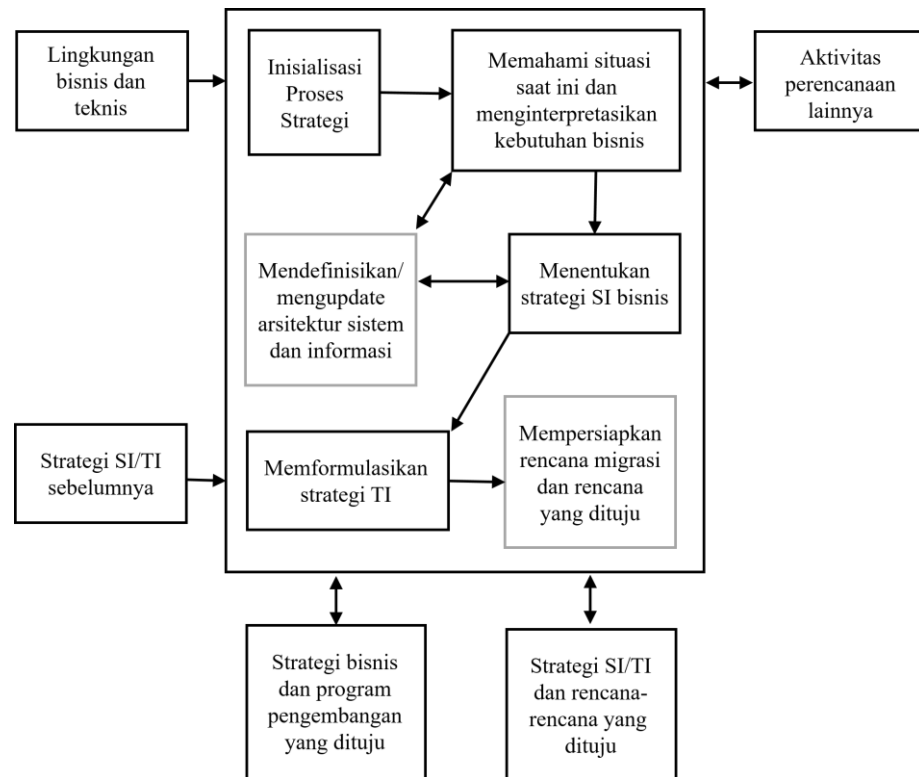 Lingkungan
bisnis dan
teknis
Inisialisasi
Proses
Strategi
Memahami situasi
saat ini dan
menginterpretasikan
kebutuhan bisnis
Aktivitas
perencanaan
lainnya
Mendefinisikan/
mengupdate
arsitektur sistem
dan informasi
Menentukan
strategi SI bisnis
Strategi SI/TI
sebelumnya
Memformulasikan
strategi TI
Mempersiapkan
rencana migrasi
dan rencana
yang dituju
Strategi bisnis
dan program
pengembangan
yang dituju
Strategi SI/TI
dan rencana-
rencana yang
dituju